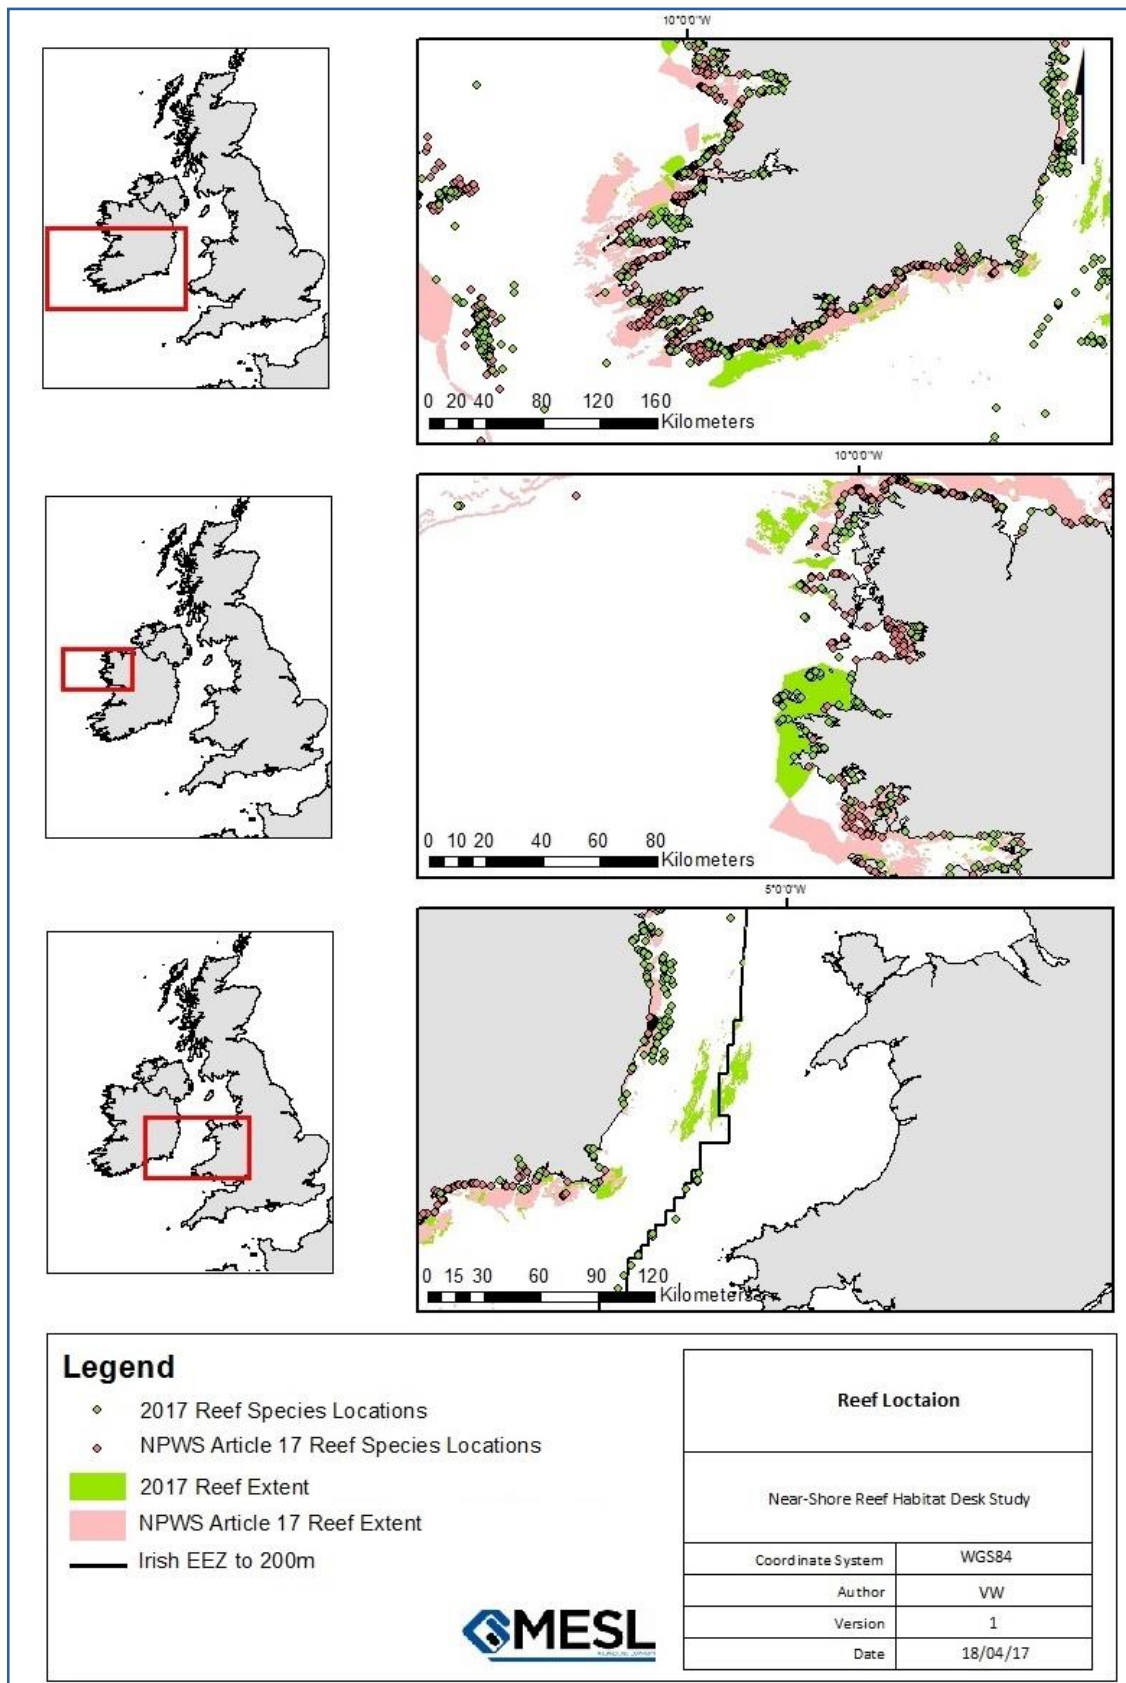 10°0'0"W
0 20 40 80 120 160
Kilometers
10°0'0"W
0 10 20 40 60 80
Kilometers
5°0'0"W
0 15 30 60 90 120
Kilometers
Legend
2017 Reef Species Locations
NPWS Article 17 Reef Species Locations
2017 Reef Extent
NPWS Article 17 Reef Extent
Irish EEZ to 200m
MESL
Reef Loctaion
Near-Shore Reef Habitat Desk Study
Coordinate System WGS84
Author VW
Version 1
Date 18/04/17